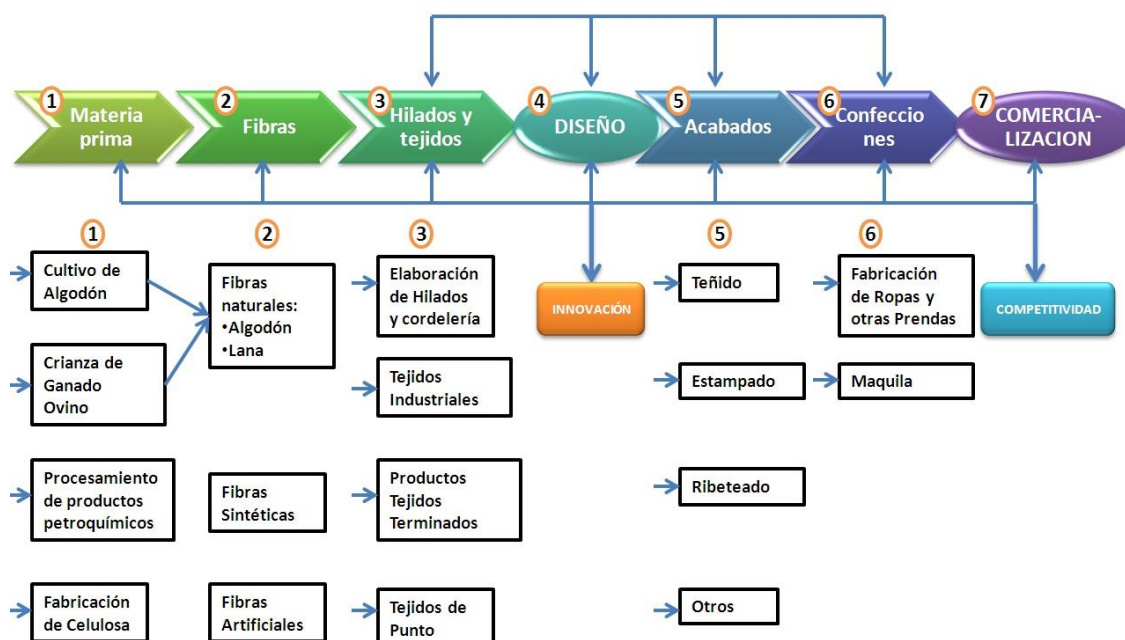 1
Materia
prima
2
Fibras
3
Hilados y
tejidos
4
DISEÑO
5
Acabados
6
Confeccio
nes
7
COMERCIA-
LIZACION
1
Cultivo de
Algodón
Crianza de
Ganado
Ovino
Procesamiento
de productos
petroquímicos
Fabricación
de Celulosa
2
Fibras
naturales:
•Algodón
•Lana
Fibras
Sintéticas
Fibras
Artificiales
3
Elaboración
de Hilados
y cordelería
Tejidos
Industriales
Productos
Tejidos
Terminados
Tejidos de
Punto
INNOVACIÓN
5
Teñido
Estampado
Ribeteado
Otros
6
Fabricación
de Ropas y
otras Prendas
Maquila
COMPETITIVIDAD